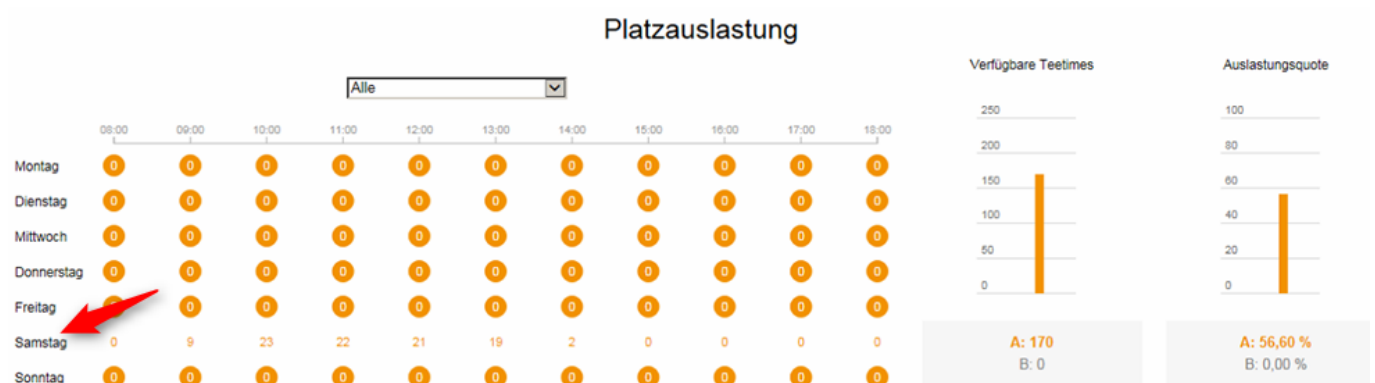 Platzauslastung
Verfügbare Teetimes
Auslastungsquote
Alle
250
100
08:00 09:00 10:00 11:00 12:00 13:00 14:00 15:00 16:00 17:00 18:00
200
80
Montag 0 0 0 0 0 0 0 0 0 0 0
150
60
Dienstag 0 0 0 0 0 0 0 0 0 0 0
100
40
Mittwoch 0 0 0 0 0 0 0 0 0 0 0
50
20
Donnerstag 0 0 0 0 0 0 0 0 0 0 0
0
0
Freitag 0 0 0 0 0 0 0 0 0 0
Samstag 0 9 23 22 21 19 2 0 0 0 0
A: 170
A: 56,60 %
B: 0
B: 0,00 %
Sonntag 0 0 0 0 0 0 0 0 0 0 0